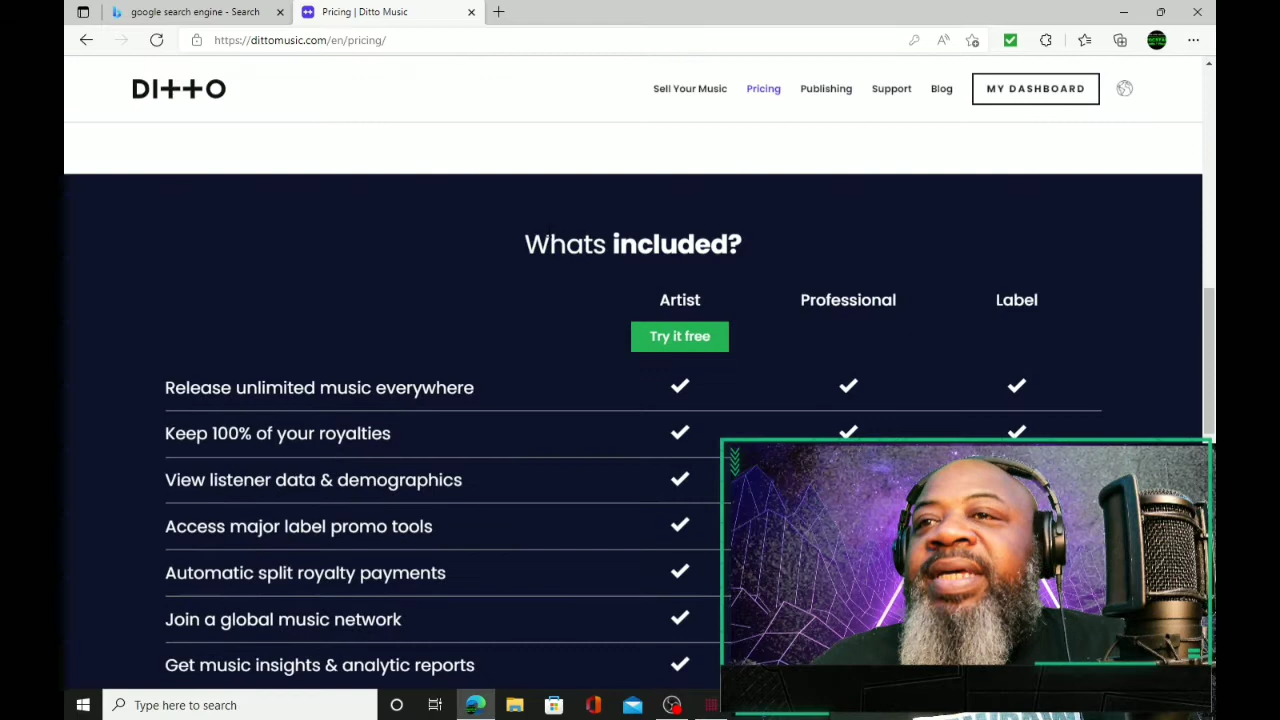 google search engine - Search
Pricing | Ditto Music
https://dittomusic.com/en/pricing/
DITTO
Sell Your Music
Pricing
Publishing
Support
Blog
MY DASHBOARD
Whats included?
Artist
Professional
Label
Try it free
Release unlimited music everywhere
Keep 100% of your royalties
View listener data & demographics
Access major label promo tools
Automatic split royalty payments
Join a global music network
Get music insights & analytic reports
Type here to search